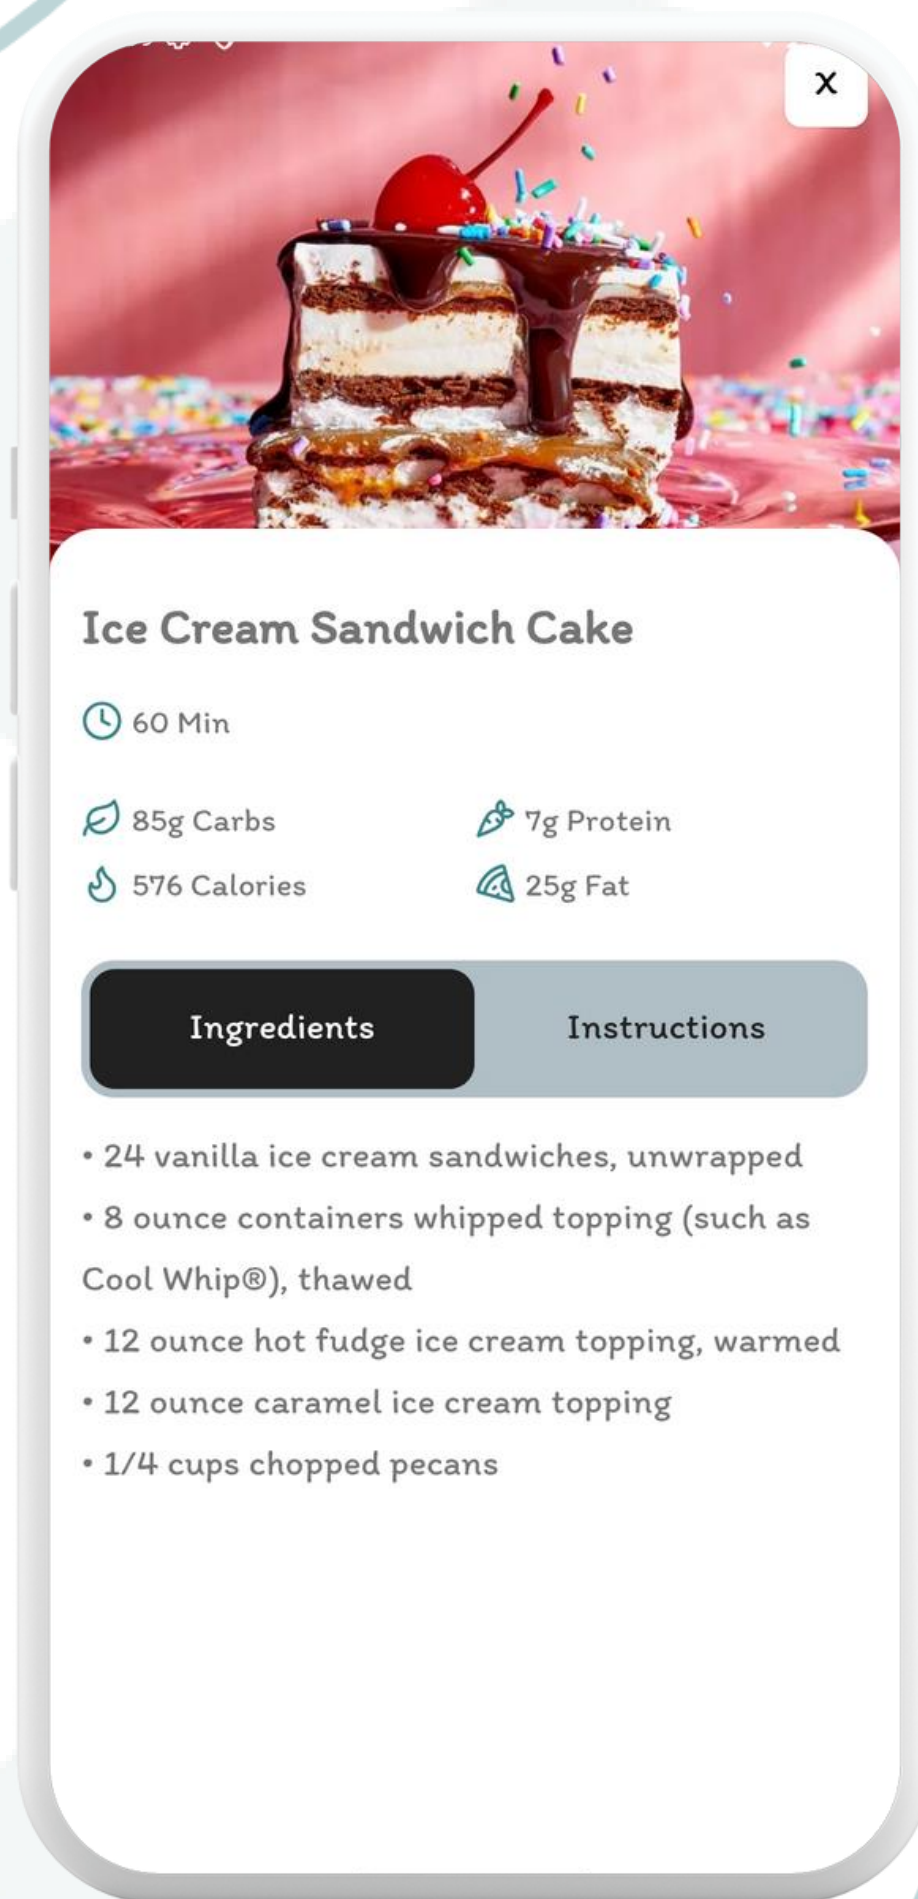 X
Ice Cream Sandwich Cake
60 Min
85g Carbs
7g Protein
576 Calories
25g Fat
Ingredients
Instructions
• 24 vanilla ice cream sandwiches, unwrapped
• 8 ounce containers whipped topping (such as
Cool Whip®), thawed
• 12 ounce hot fudge ice cream topping, warmed
• 12 ounce caramel ice cream topping
• 1/4 cups chopped pecans